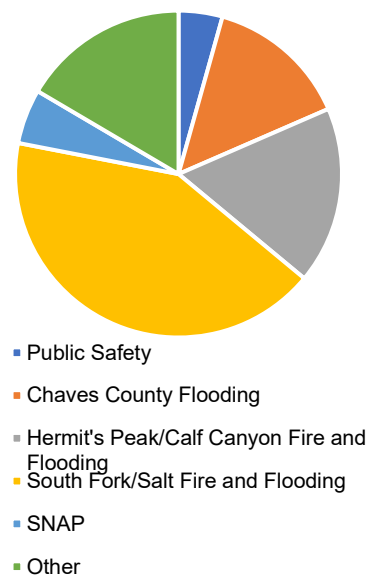 Public Safety
Chaves County Flooding
Hermit's Peak/Calf Canyon Fire and
Flooding
South Fork/Salt Fire and Flooding
SNAP
Other